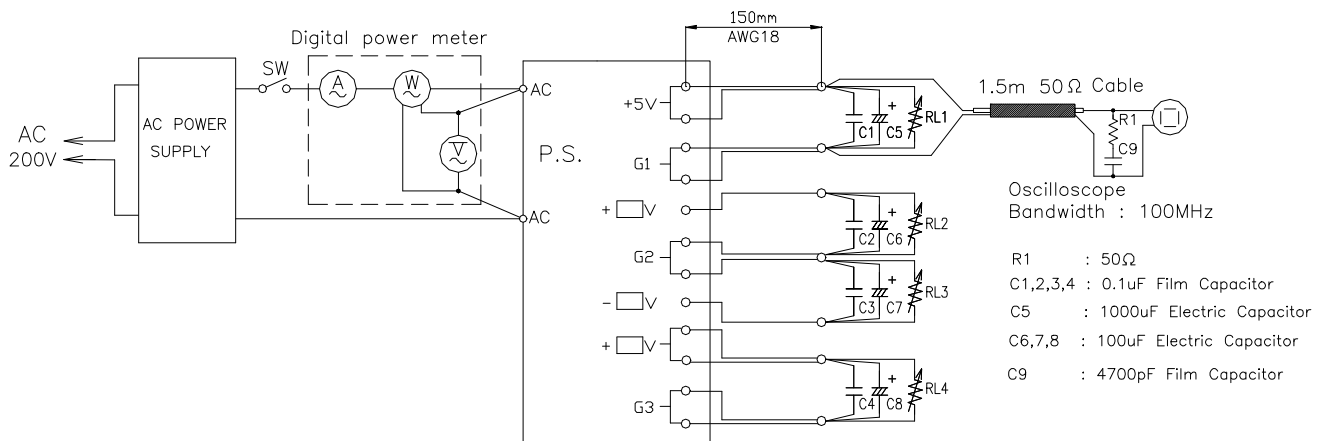 150mm
AWG18
Digital power meter
SW
A
W
V
AC
AC
AC
200V
AC POWER
SUPPLY
P.S.
+5V
G1
+ V
G2
- V
+ V
G3
C1
+
C5
RL1
C2
+
C6
RL2
C3
+
C7
RL3
C4
+
C8
RL4
1.5m 50Ω Cable
R1
C9
Oscilloscope
Bandwidth : 100MHz
R1 : 50Ω
C1,2,3,4 : 0.1uF Film Capacitor
C5 : 1000uF Electric Capacitor
C6,7,8 : 100uF Electric Capacitor
C9 : 4700pF Film Capacitor